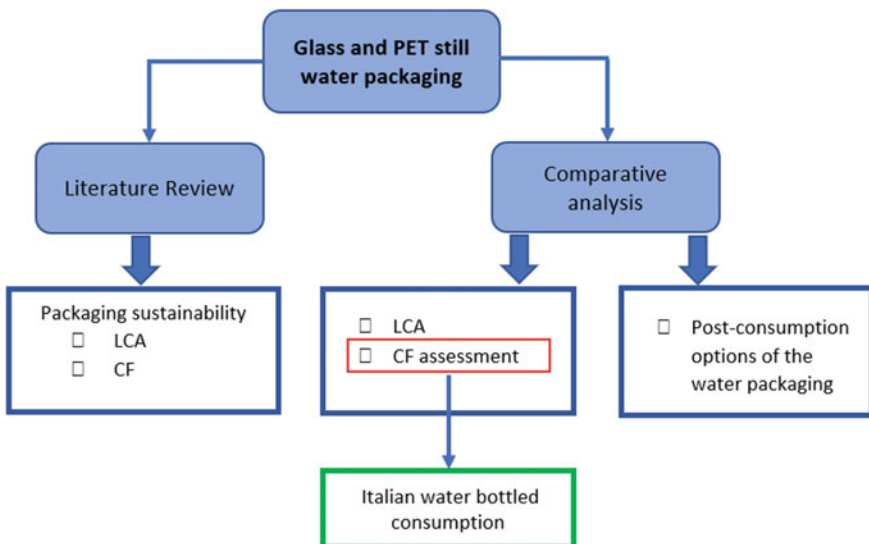 Glass and PET still
water packaging
Literature Review
Comparative
analysis
Packaging sustainability
☐ LCA
☐ CF
☐ LCA
☐ CF assessment
☐ Post-consumption
options of the
water packaging
Italian water bottled
consumption